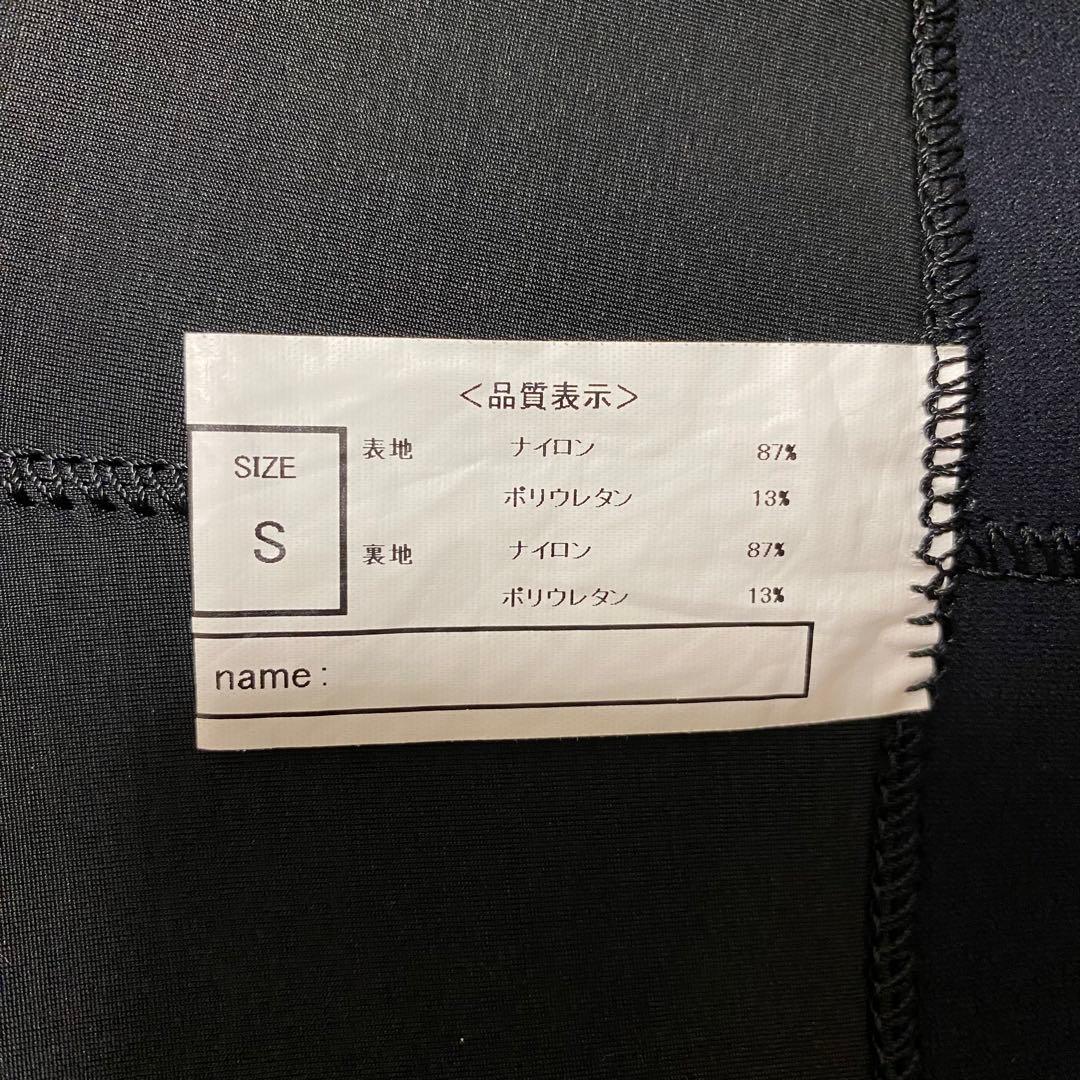 ＜品質表示＞
SIZE
S
表地 ナイロン 87%
ポリウレタン 13%
裏地 ナイロン 87%
ポリウレタン 13%
name: